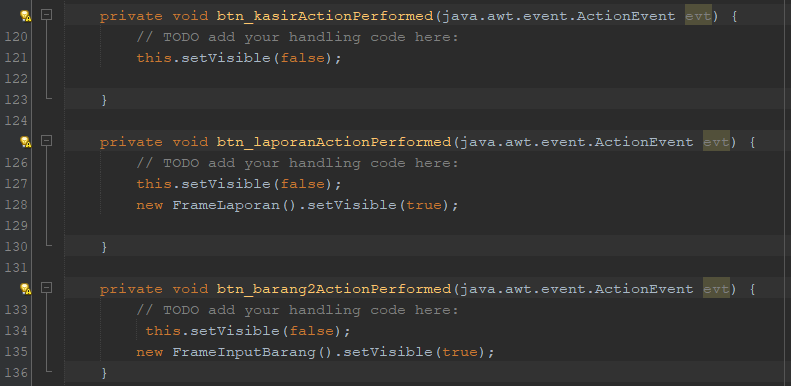 private void btn_kasirActionPerformed(java.awt.event.ActionEvent evt) {
120 // TODO add your handling code here:
121 this.setVisible(false);
122
123 }
124
private void btn_laporanActionPerformed(java.awt.event.ActionEvent evt) {
126 // TODO add your handling code here:
127 this.setVisible(false);
128 new FrameLaporan().setVisible(true);
129
130 }
131
private void btn_barang2ActionPerformed(java.awt.event.ActionEvent evt) {
133 // TODO add your handling code here:
134 this.setVisible(false);
135 new FrameInputBarang().setVisible(true);
136 }